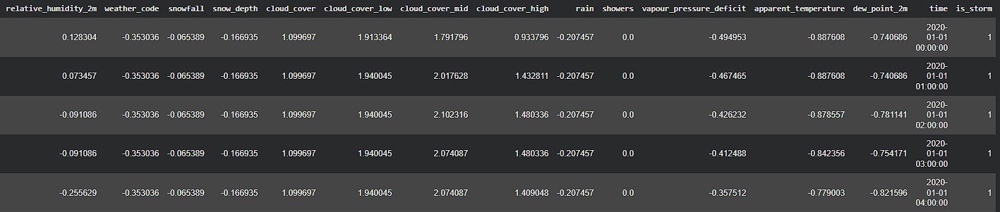 relative_humidity_2m weather_code snowfall snow_depth cloud_cover cloud_cover_low cloud_cover_mid cloud_cover_high rain showers vapour_pressure_deficit apparent_temperature dew_point_2m time is_storm
0.128304 -0.353036 -0.065389 -0.166935 1.099697 1.913364 1.791796 0.933796 -0.207457 0.0 -0.494953 -0.887608 -0.740686 2020-01-01 00:00:00 1
0.073457 -0.353036 -0.065389 -0.166935 1.099697 1.940045 2.017628 1.432811 -0.207457 0.0 -0.467465 -0.887608 -0.740686 2020-01-01 01:00:00 1
-0.091086 -0.353036 -0.065389 -0.166935 1.099697 1.940045 2.102316 1.480336 -0.207457 0.0 -0.426232 -0.878557 -0.781141 2020-01-01 02:00:00 1
-0.091086 -0.353036 -0.065389 -0.166935 1.099697 1.940045 2.074087 1.480336 -0.207457 0.0 -0.412488 -0.842356 -0.754171 2020-01-01 03:00:00 1
-0.255629 -0.353036 -0.065389 -0.166935 1.099697 1.940045 2.074087 1.409048 -0.207457 0.0 -0.357512 -0.779003 -0.821596 2020-01-01 04:00:00 1